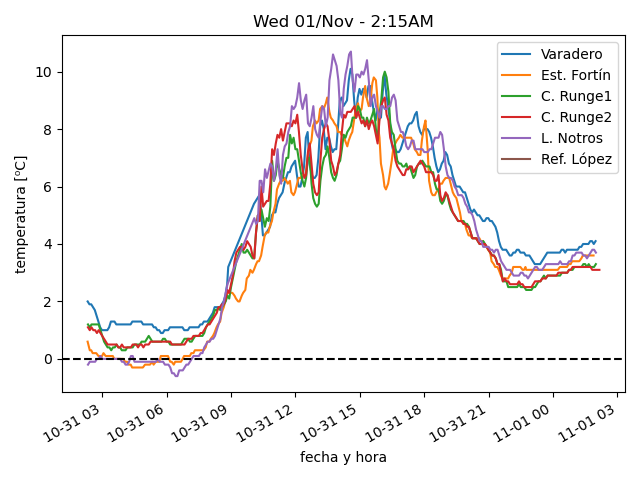 Wed 01/Nov - 2:15AM
temperatura [ºC]
10
8
6
4
2
0
Varadero
Est. Fortín
C. Runge1
C. Runge2
L. Notros
Ref. López
10-31 03
10-31 06
10-31 09
10-31 12
10-31 15
10-31 18
10-31 21
11-01 00
11-01 03
fecha y hora